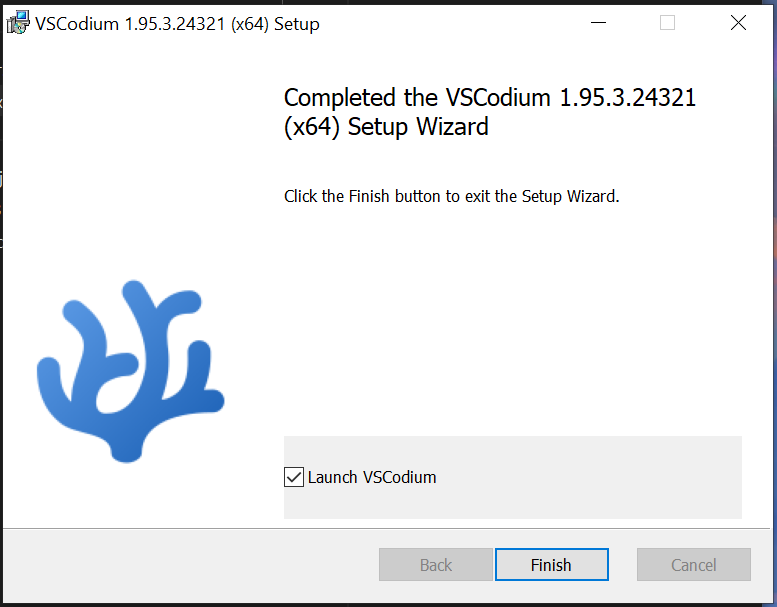 VSCodium 1.95.3.24321 (x64) Setup
Completed the VSCodium 1.95.3.24321
(x64) Setup Wizard
Click the Finish button to exit the Setup Wizard.
Launch VSCodium
Back
Finish
Cancel